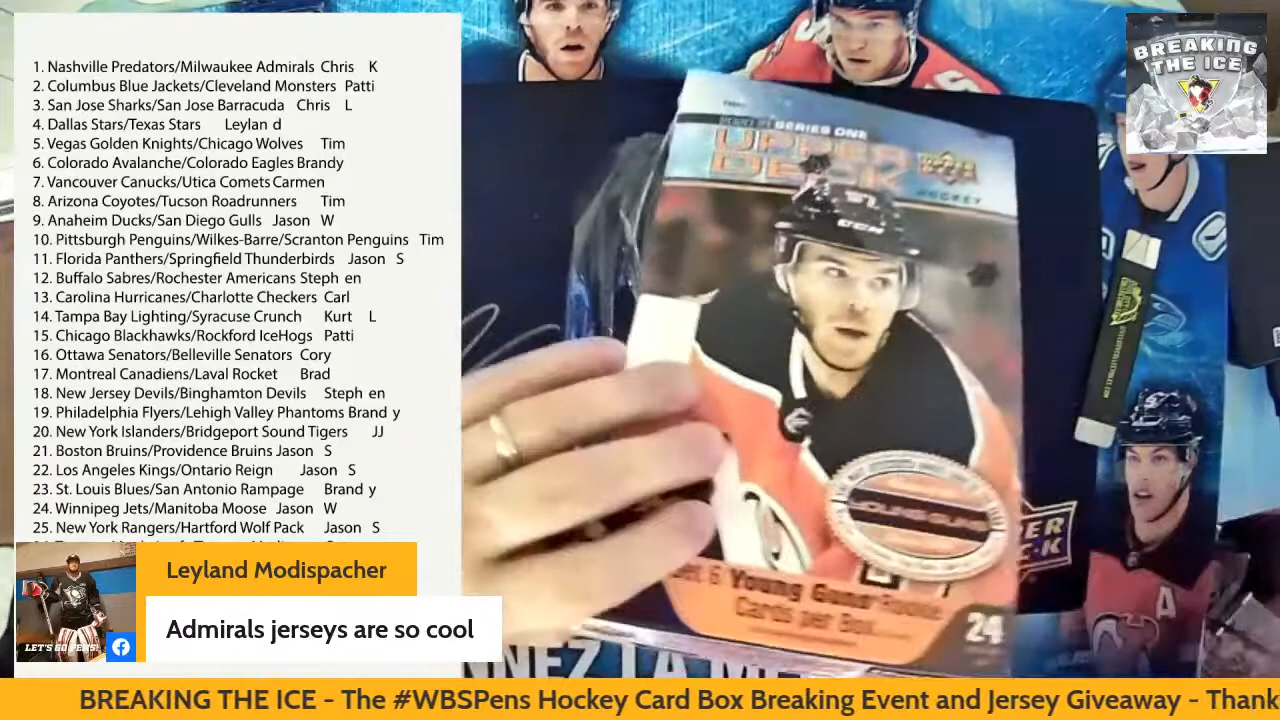 1. Nashville Predators/Milwaukee Admirals Chris K
2. Columbus Blue Jackets/Cleveland Monsters Patti
3. San Jose Sharks/San Jose Barracuda Chris L
4. Dallas Stars/Texas Stars Leylan d
5. Vegas Golden Knights/Chicago Wolves Tim
6. Colorado Avalanche/Colorado Eagles Brandy
7. Vancouver Canucks/Utica Comets Carmen
8. Arizona Coyotes/Tucson Roadrunners Tim
9. Anaheim Ducks/San Diego Gulls Jason W
10. Pittsburgh Penguins/Wilkes-Barre/Scranton Penguins Tim
11. Florida Panthers/Springfield Thunderbirds Jason S
12. Buffalo Sabres/Rochester Americans Steph en
13. Carolina Hurricanes/Charlotte Checkers Carl
14. Tampa Bay Lighting/Syracuse Crunch Kurt L
15. Chicago Blackhawks/Rockford IceHogs Patti
16. Ottawa Senators/Belleville Senators Cory
17. Montreal Canadiens/Laval Rocket Brad
18. New Jersey Devils/Binghamton Devils Steph en
19. Philadelphia Flyers/Lehigh Valley Phantoms Brand y
20. New York Islanders/Bridgeport Sound Tigers JJ
21. Boston Bruins/Providence Bruins Jason S
22. Los Angeles Kings/Ontario Reign Jason S
23. St. Louis Blues/San Antonio Rampage Brand y
24. Winnipeg Jets/Manitoba Moose Jason W
25. New York Rangers/Hartford Wolf Pack Jason S
Leyland Modispacher
Admirals jerseys are so cool
LET'S GO PENS!
SERIES ONE
UPPER
DECK
HOCKEY
CCM
YOUNG GUNS
6 Young Guns Rookie
Cards per Box
24
BREAKING
THE ICE
A
BREAKING THE ICE - The #WBSPens Hockey Card Box Breaking Event and Jersey Giveaway - Thank